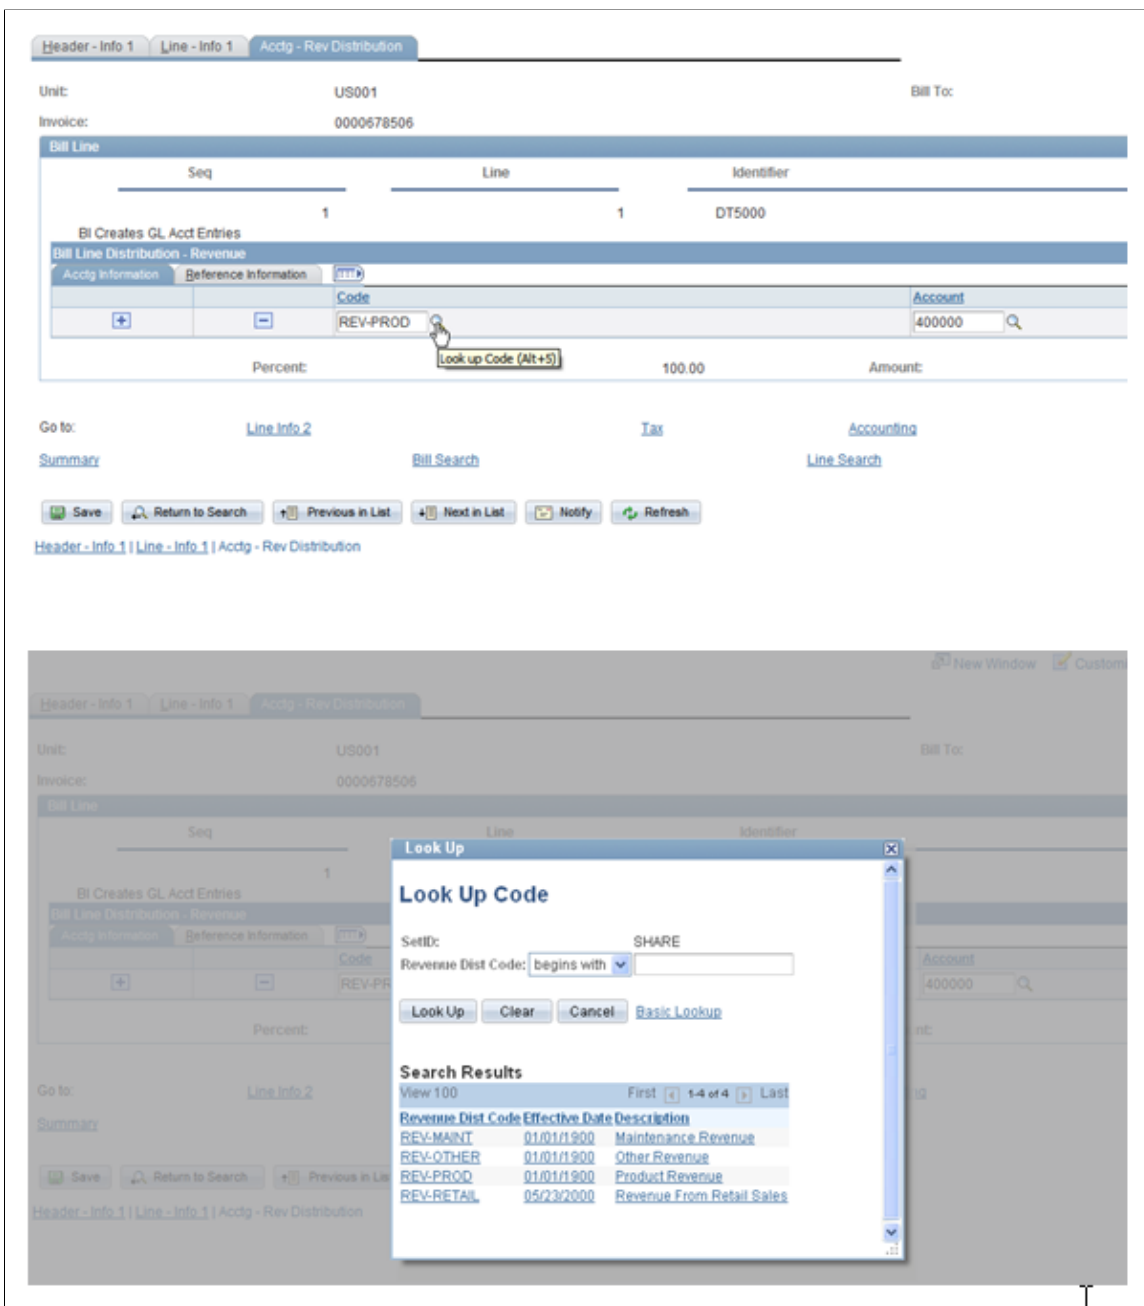 Header - Info 1 Line - Info 1 Acctg - Rev Distribution
Unit: US001 Bill To:
Invoice: 0000678506
Bill Line
Seq Line Identifier
1 1 DT5000
BI Creates GL Acct Entries
Bill Line Distribution - Revenue
Acctg Information Reference Information
Code Account
REV-PROD 400000
Look up Code (Alt+5)
Percent: 100.00 Amount:
Go to: Line Info 2 Tax Accounting
Summary Bill Search Line Search
Save Return to Search Previous in List Next in List Notify Refresh
Header - Info 1 | Line - Info 1 | Acctg - Rev Distribution
New Window Customi
Header - Info 1 Line - Info 1 Acctg - Rev Distribution
Unit: US001 Bill To:
Invoice: 0000678506
Bill Line
Seq Line Identifier
1
BI Creates GL Acct Entries
Bill Line Distribution - Revenue
Acctg Information Reference Information
Code Account
REV-PR 400000
Percent: nt:
Go to: Line Info 2 ng
Summary
Save Return to Search Previous in Lis
Header - Info 1 | Line - Info 1 | Acctg - Rev Distribution
Look Up
Look Up Code
SetID: SHARE
Revenue Dist Code: begins with
Look Up Clear Cancel Basic Lookup
Search Results
View 100 First 1-4 of 4 Last
Revenue Dist Code Effective Date Description
REV-MAINT 01/01/1900 Maintenance Revenue
REV-OTHER 01/01/1900 Other Revenue
REV-PROD 01/01/1900 Product Revenue
REV-RETAIL 05/23/2000 Revenue From Retail Sales